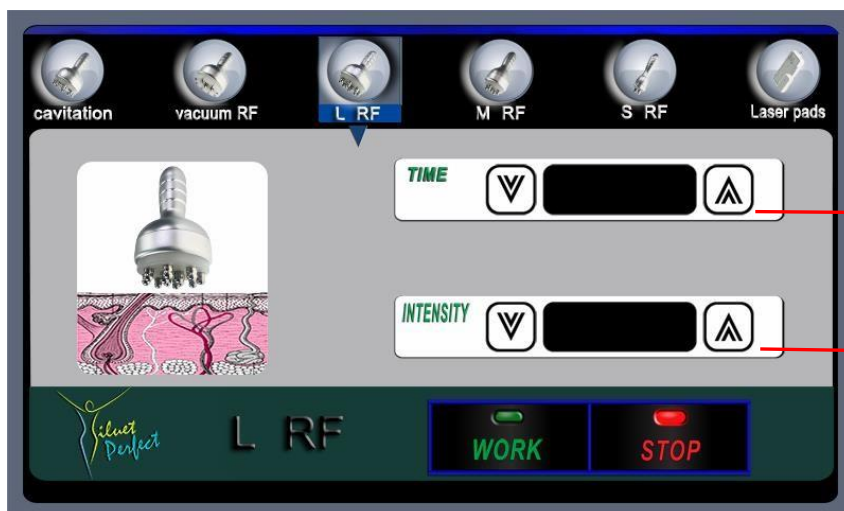 cavitation
vacuum RF
L RF
M RF
S RF
Laser pads
TIME
INTENSITY
Siluet
Perfect
L RF
WORK
STOP